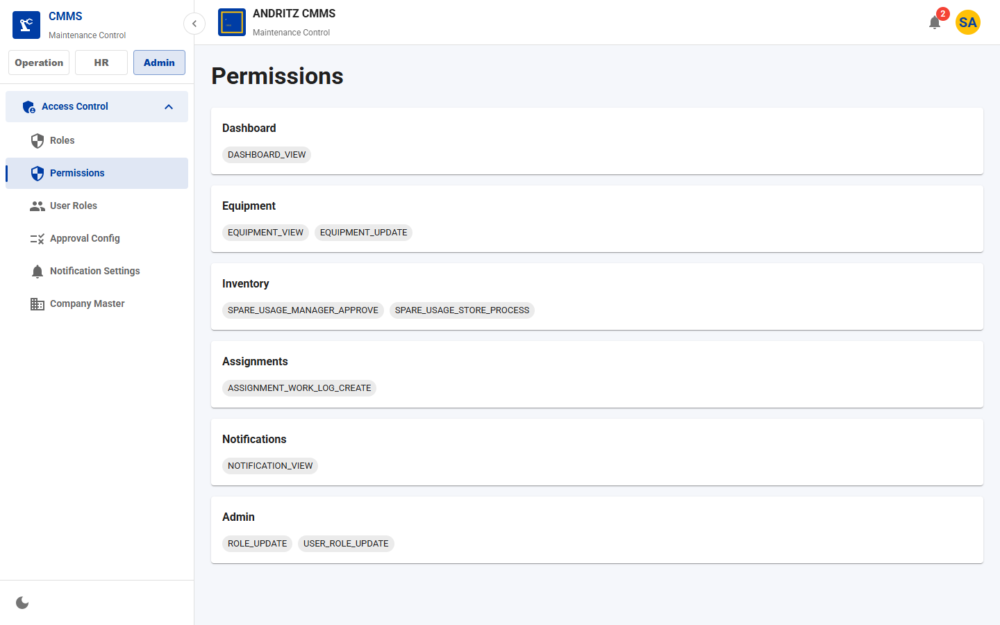 CMMS
Maintenance Control
Operation
HR
Admin
Access Control
Roles
Permissions
User Roles
Approval Config
Notification Settings
Company Master
ANDRITZ CMMS
Maintenance Control
2
SA
Permissions
Dashboard
DASHBOARD_VIEW
Equipment
EQUIPMENT_VIEW EQUIPMENT_UPDATE
Inventory
SPARE_USAGE_MANAGER_APPROVE SPARE_USAGE_STORE_PROCESS
Assignments
ASSIGNMENT_WORK_LOG_CREATE
Notifications
NOTIFICATION_VIEW
Admin
ROLE_UPDATE USER_ROLE_UPDATE